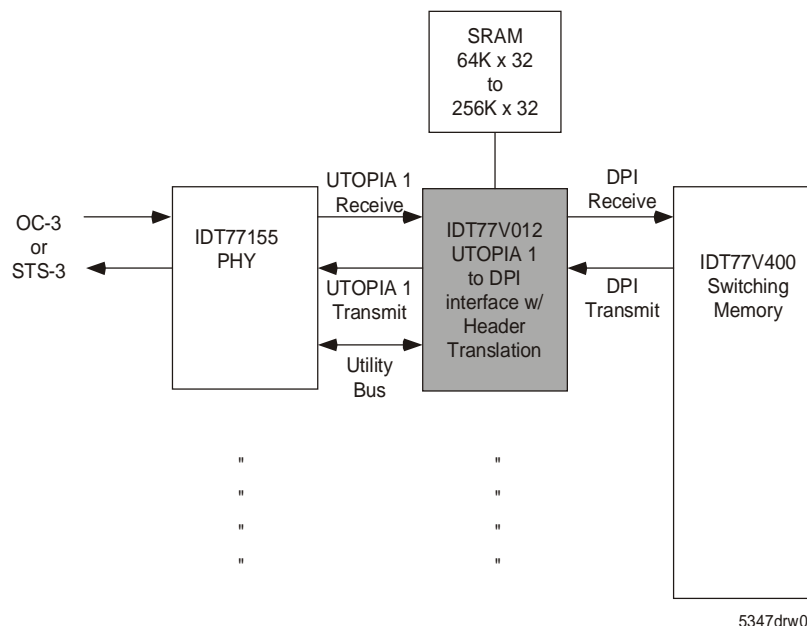 SRAM
64K x 32
to
256K x 32
OC-3
or
STS-3
IDT77155
PHY
UTOPIA 1
Receive
UTOPIA 1
Transmit
Utility
Bus
IDT77V012
UTOPIA 1
to DPI
interface w/
Header
Translation
DPI
Receive
DPI
Transmit
IDT77V400
Switching
Memory
" "
" "
" "
" "
5347drw0